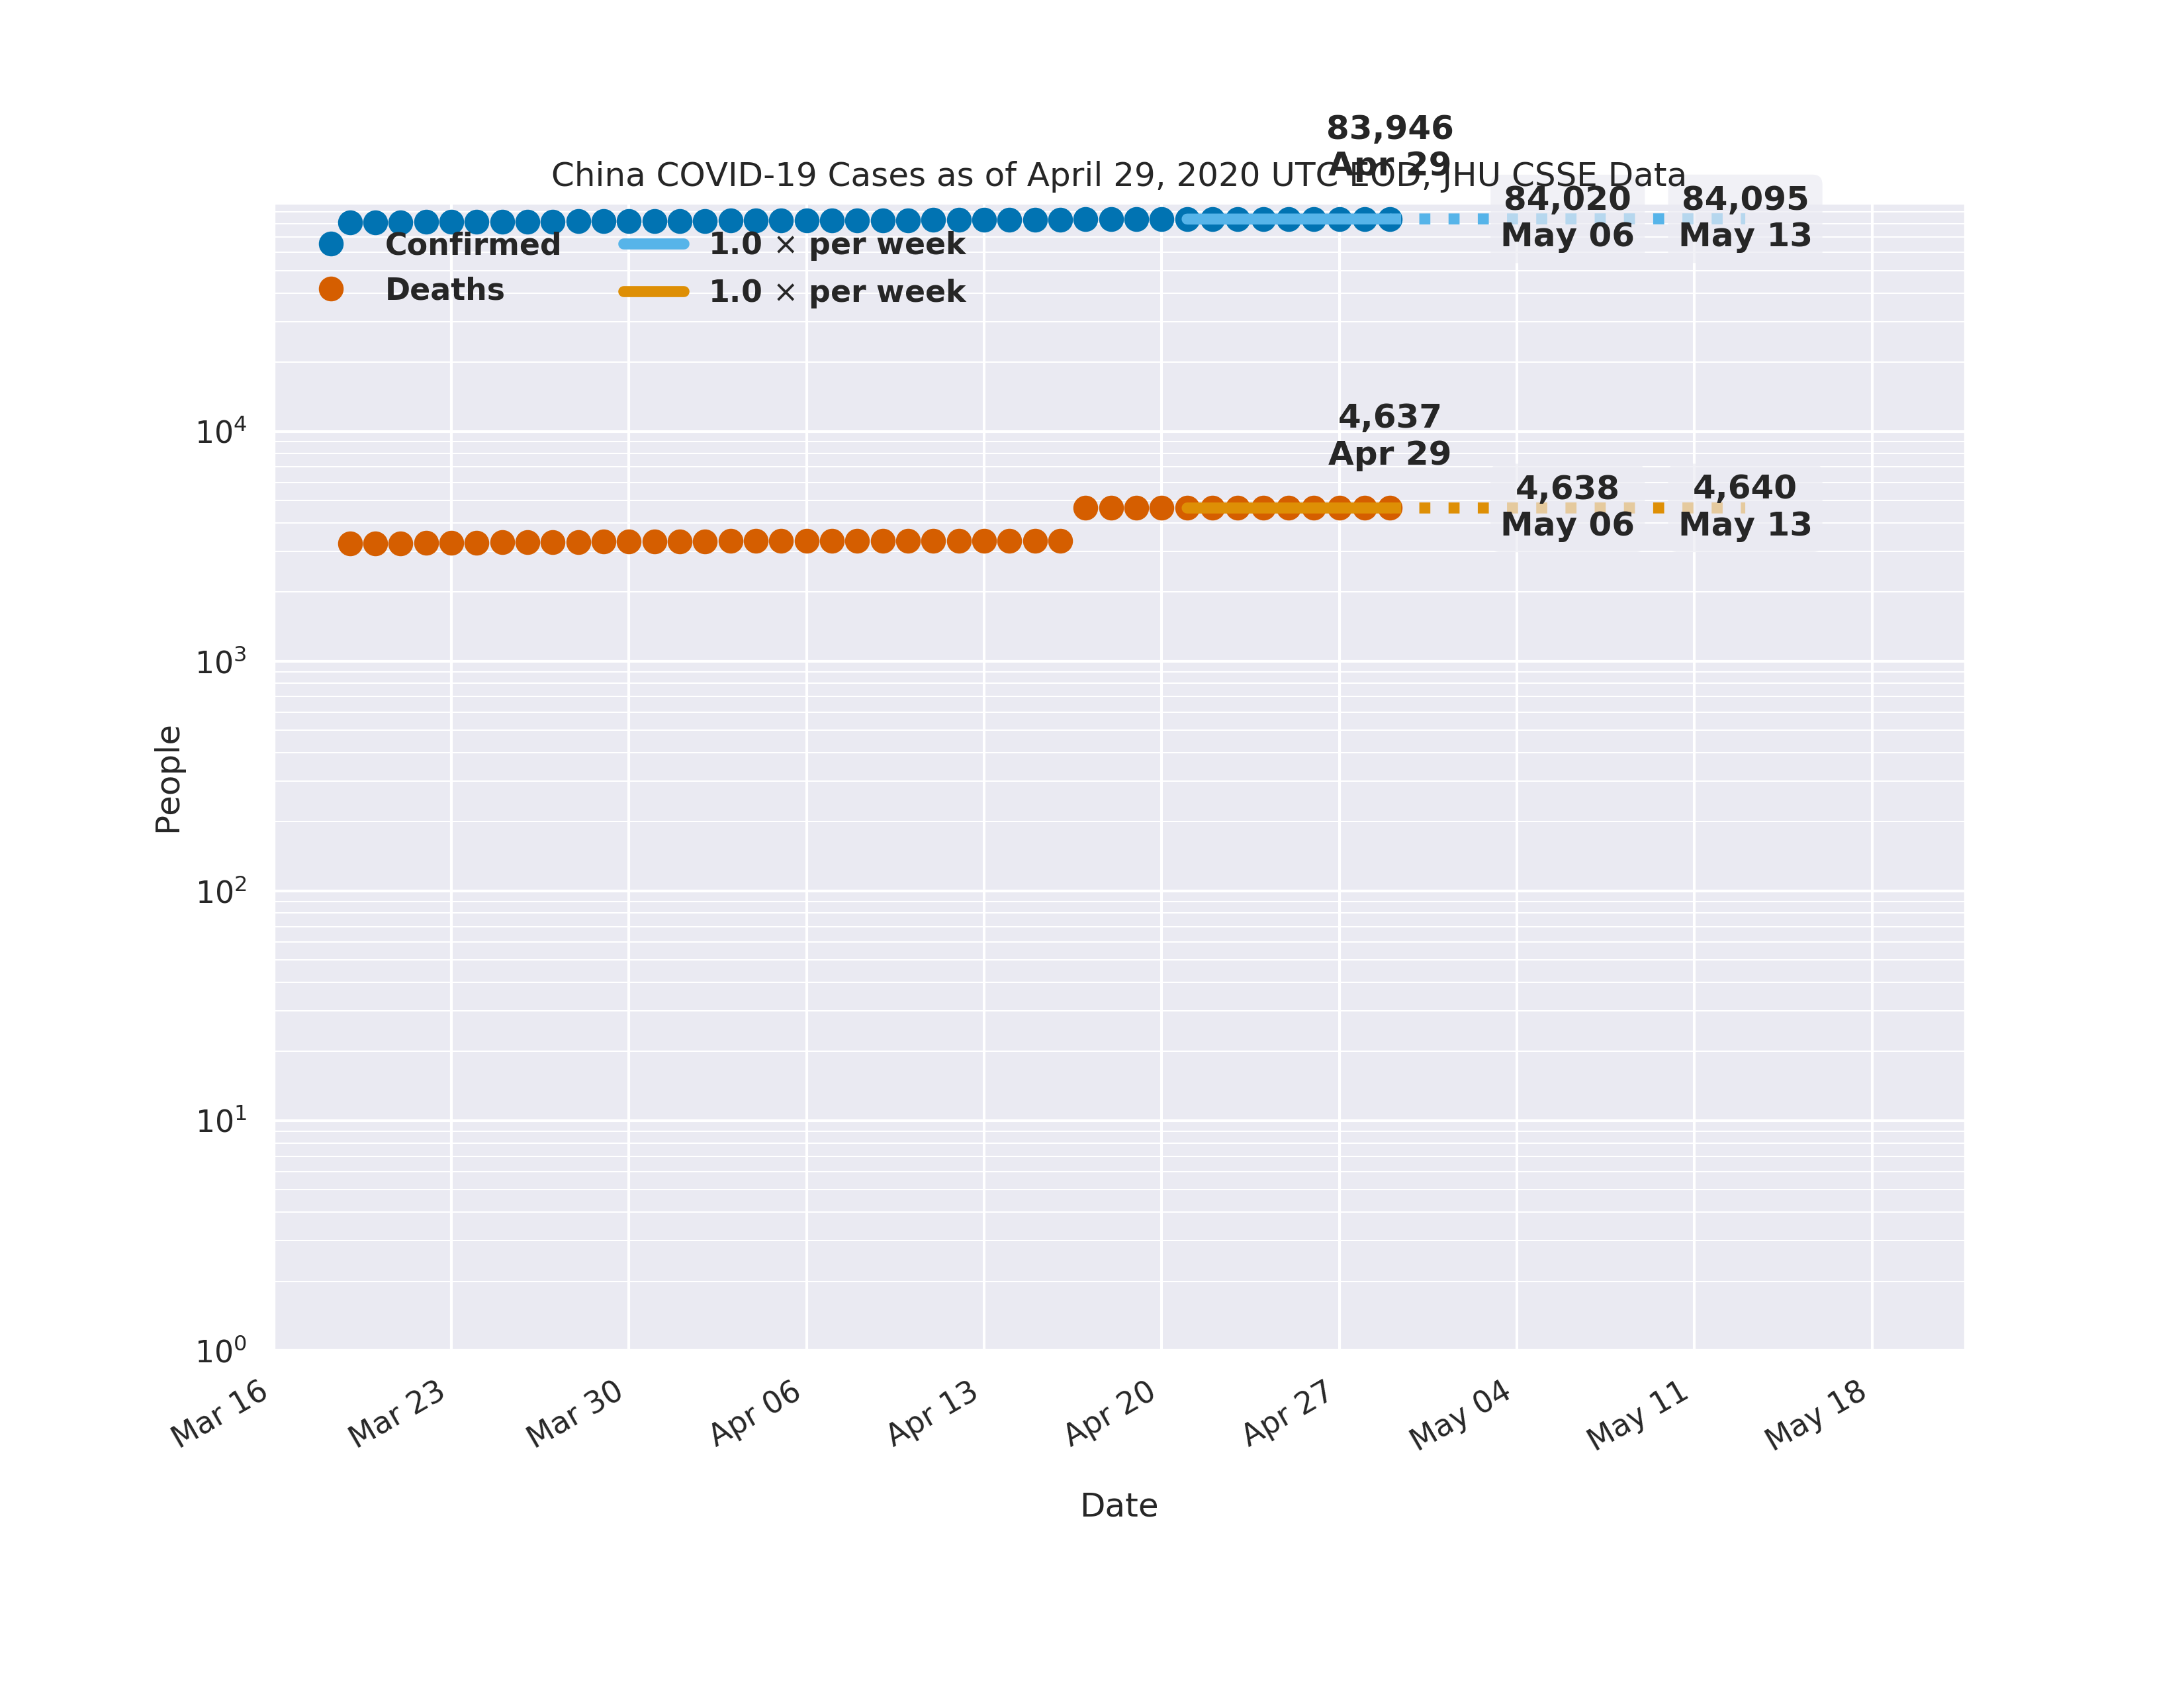 83,946
Apr 29
China COVID-19 Cases as of April 29, 2020 UTC EOD, JHU CSSE Data
84,020
May 06
84,095
May 13
Confirmed
Deaths
1.0 × per week
1.0 × per week
4,637
Apr 29
4,638
May 06
4,640
May 13
10⁴
10³
10²
10¹
10⁰
People
Mar 16
Mar 23
Mar 30
Apr 06
Apr 13
Apr 20
Apr 27
May 04
May 11
May 18
Date